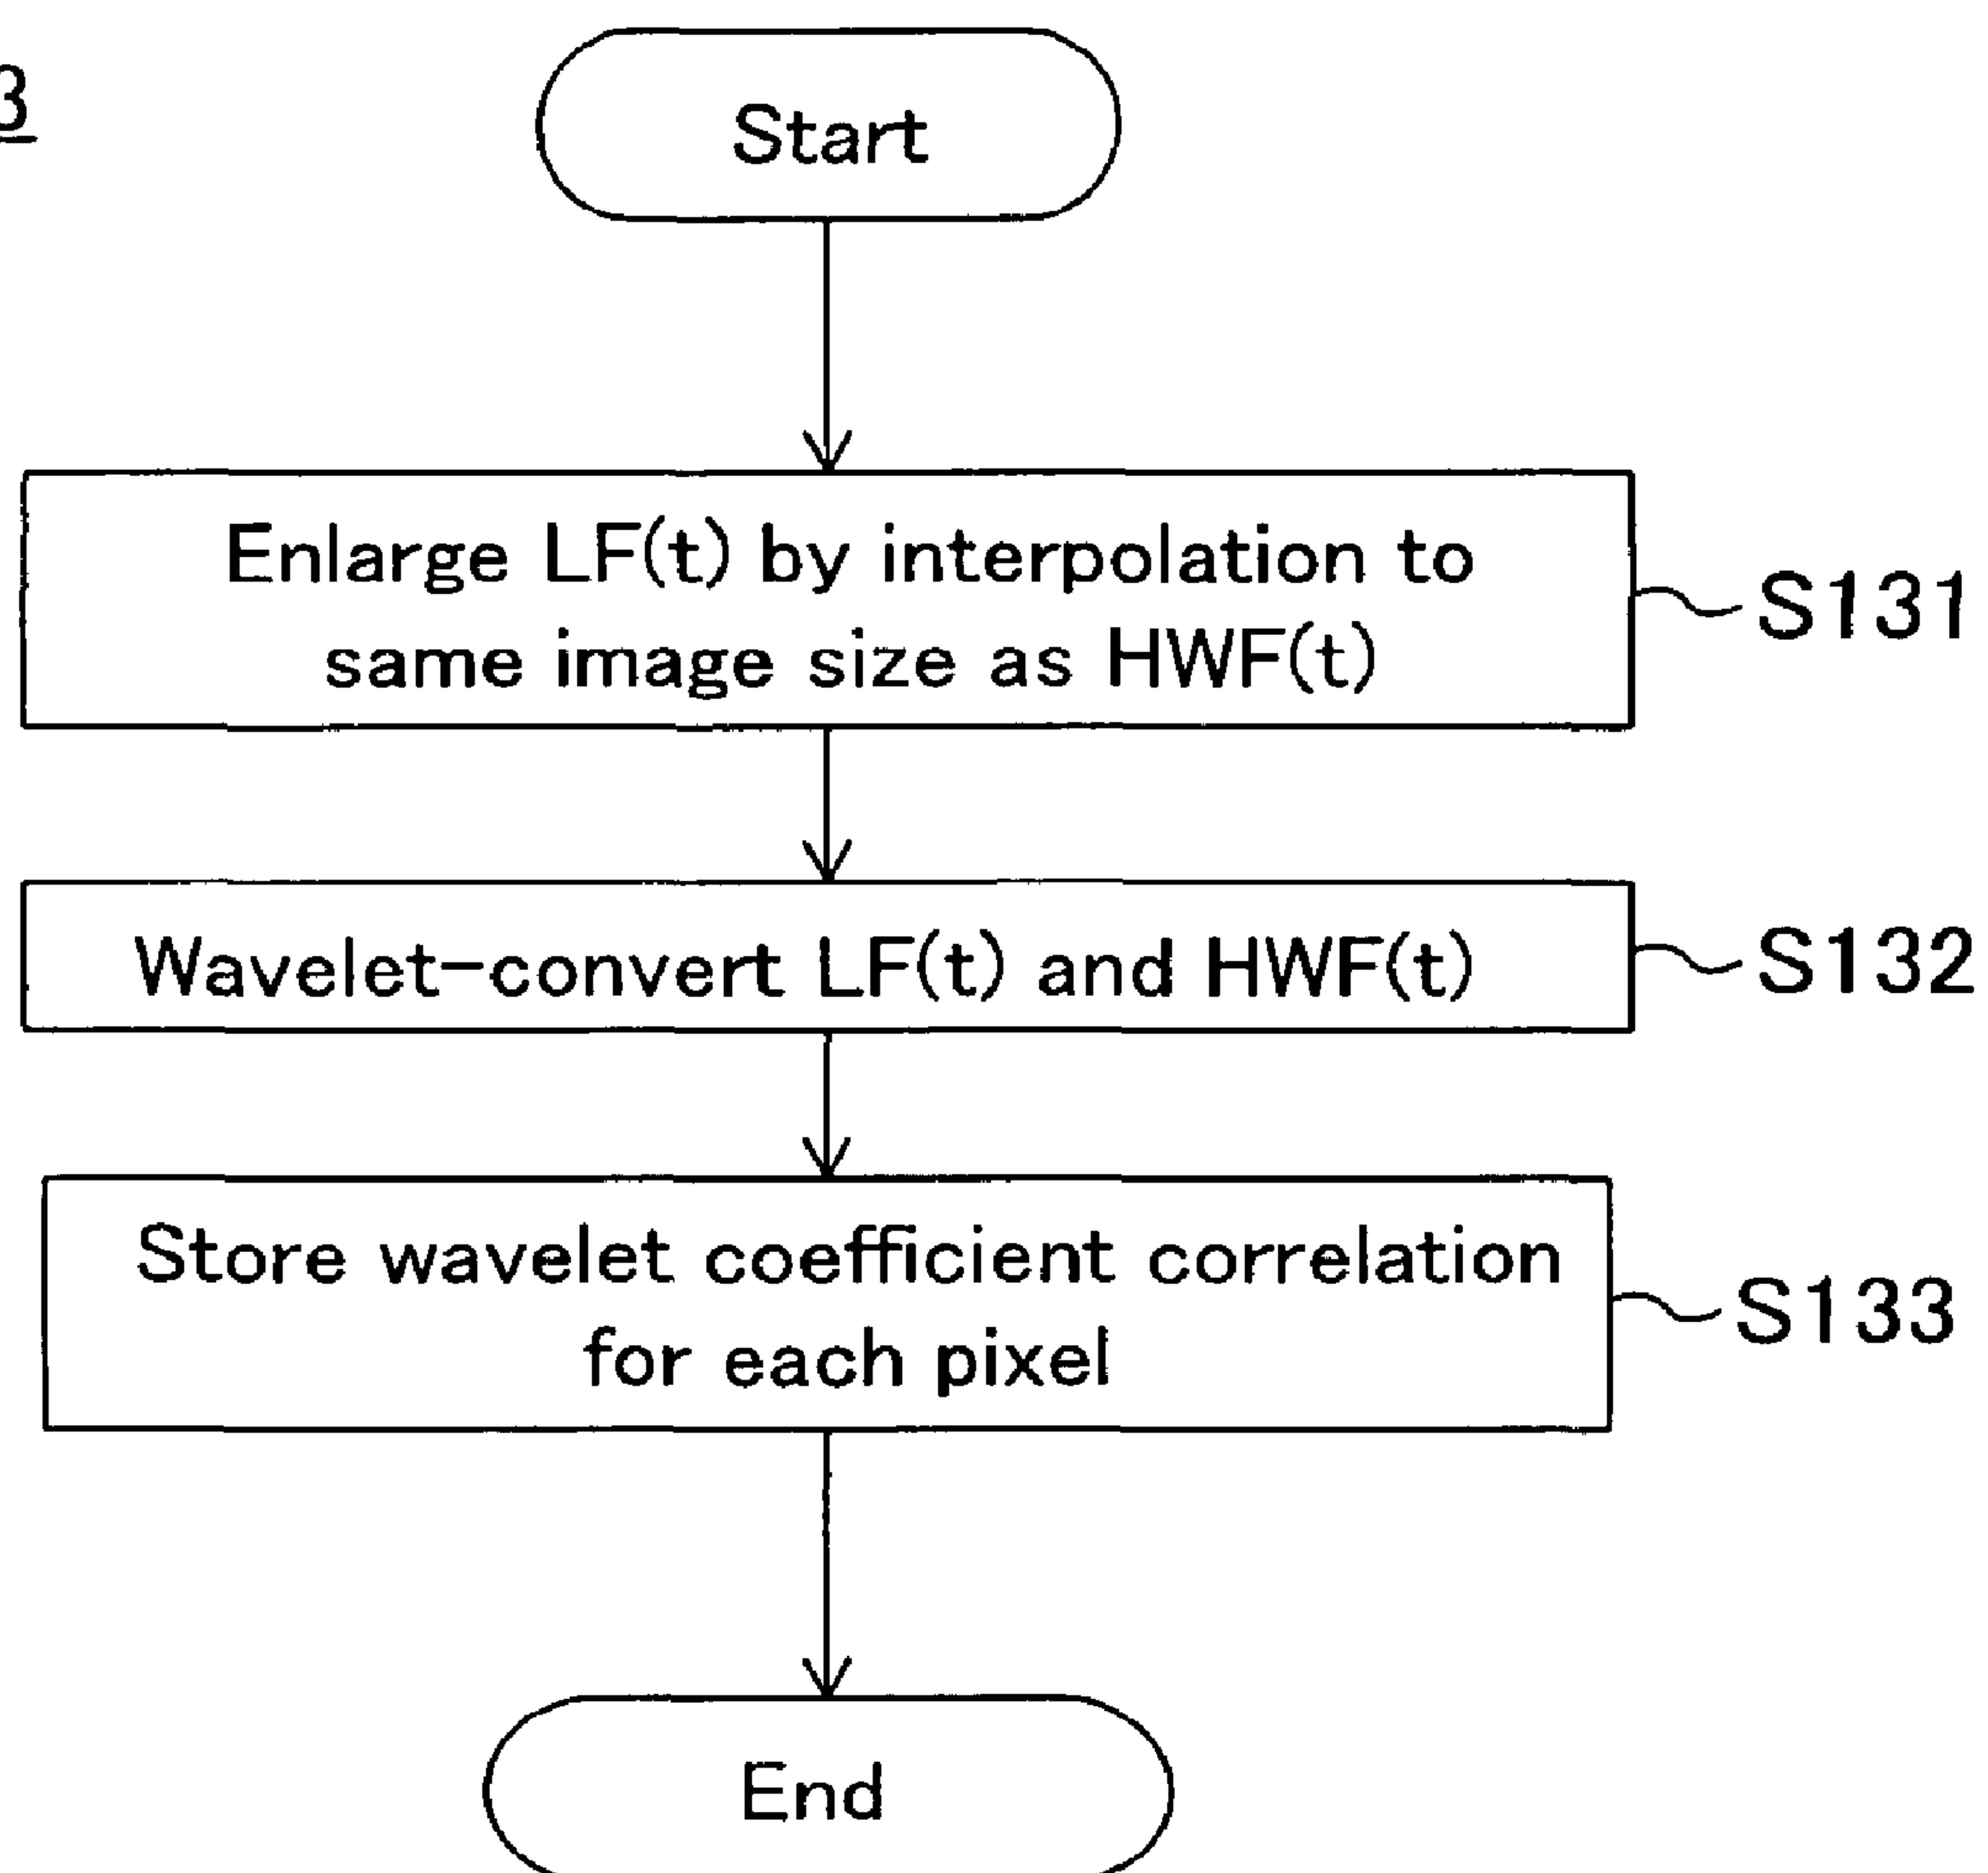 3
Start
Enlarge LF(t) by interpolation to
same image size as HWF(t)
S131
Wavelet-convert LF(t) and HWF(t)
S132
Store wavelet coefficient correlation
for each pixel
S133
End